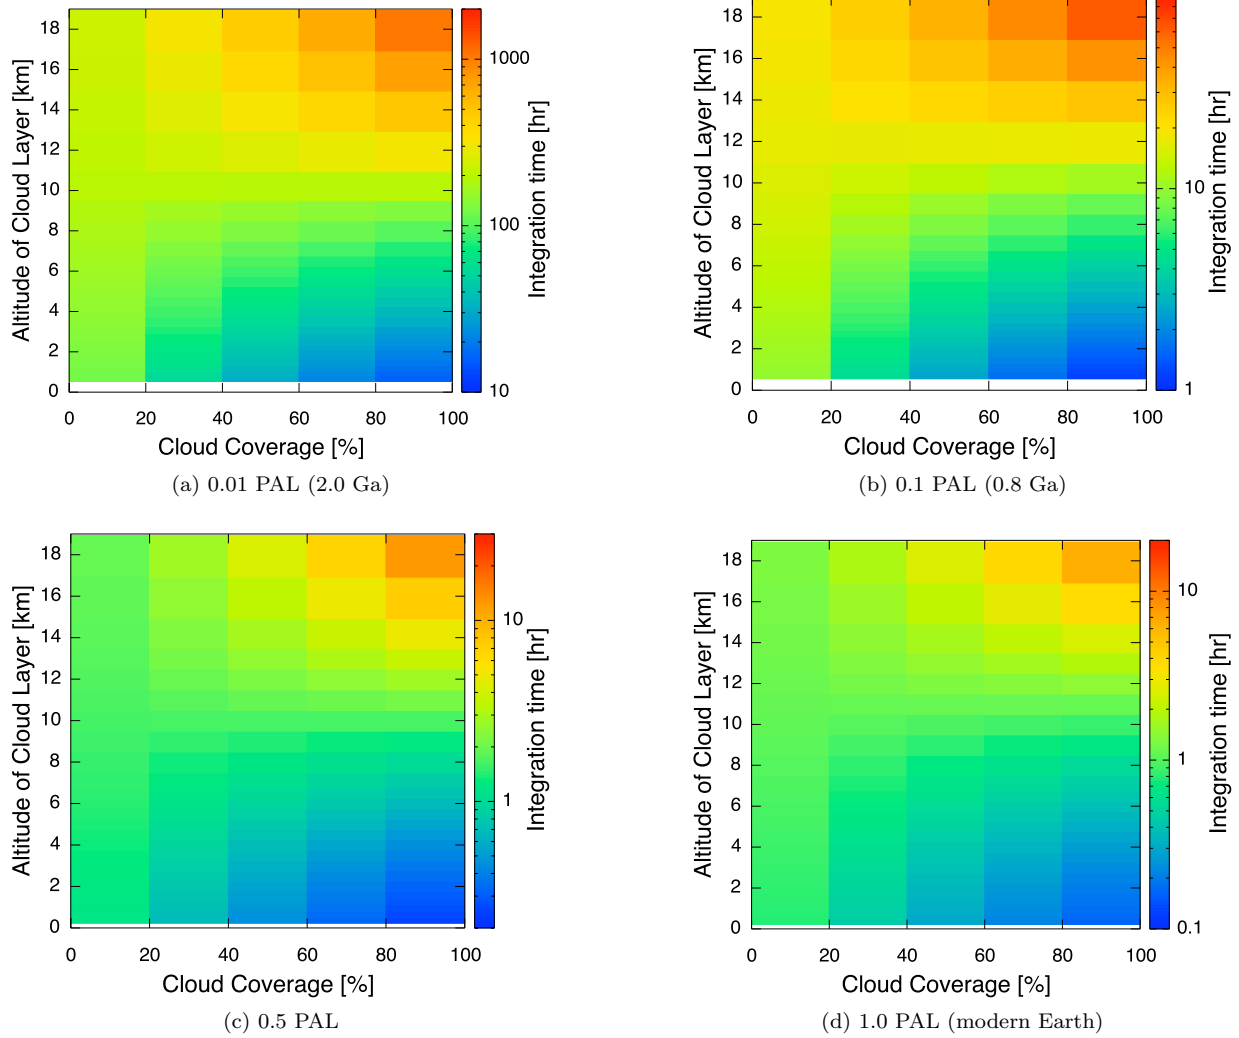 18
16
14
12
10
8
6
4
2
0
Altitude of Cloud Layer [km]
0 20 40 60 80 100
Cloud Coverage [%]
1000
100
10
Integration time [hr]
(a) 0.01 PAL (2.0 Ga)
18
16
14
12
10
8
6
4
2
0
Altitude of Cloud Layer [km]
0 20 40 60 80 100
Cloud Coverage [%]
10
1
Integration time [hr]
(b) 0.1 PAL (0.8 Ga)
18
16
14
12
10
8
6
4
2
0
Altitude of Cloud Layer [km]
0 20 40 60 80 100
Cloud Coverage [%]
10
1
Integration time [hr]
(c) 0.5 PAL
18
16
14
12
10
8
6
4
2
0
Altitude of Cloud Layer [km]
0 20 40 60 80 100
Cloud Coverage [%]
10
1
0.1
Integration time [hr]
(d) 1.0 PAL (modern Earth)